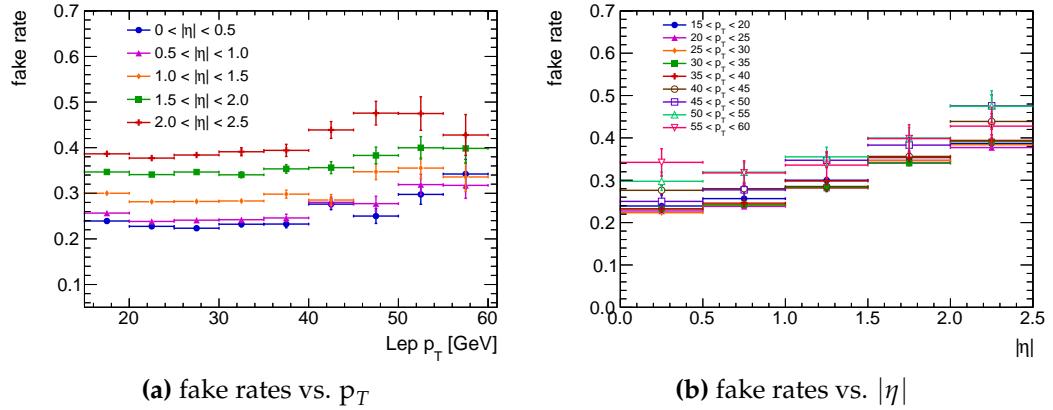 fake rate
0.7
0.6
0.5
0.4
0.3
0.2
0.1
0 < |η| < 0.5
0.5 < |η| < 1.0
1.0 < |η| < 1.5
1.5 < |η| < 2.0
2.0 < |η| < 2.5
20 30 40 50 60
Lep p_T [GeV]
(a) fake rates vs. p_T
fake rate
0.7
0.6
0.5
0.4
0.3
0.2
0.1
0.0
15 < p_T < 20
20 < p_T < 25
25 < p_T < 30
30 < p_T < 35
35 < p_T < 40
40 < p_T < 45
45 < p_T < 50
50 < p_T < 55
55 < p_T < 60
0.0 0.5 1.0 1.5 2.0 2.5
|η|
(b) fake rates vs. |η|